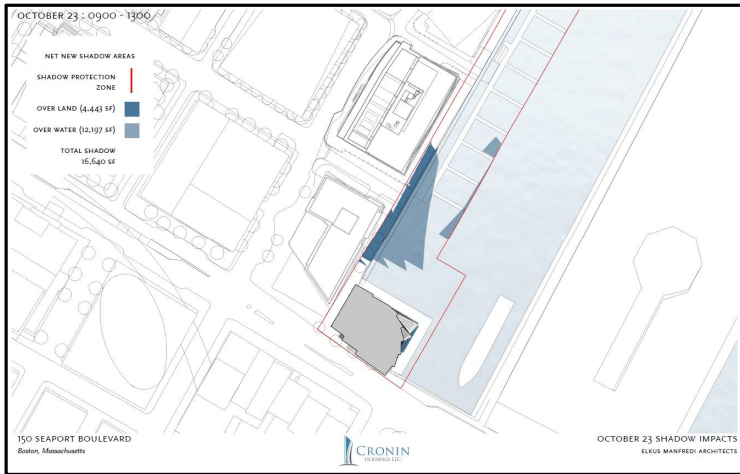 OCTOBER 23 : 0900 - 1300
NET NEW SHADOW AREAS
SHADOW PROTECTION
ZONE
OVER LAND (4,443 SF)
OVER WATER (12,197 SF)
TOTAL SHADOW
16,640 SF
150 SEAPORT BOULEVARD
Boston, Massachusetts
CRONIN
HOLDINGS LLC.
OCTOBER 23 SHADOW IMPACTS
ELKUS MANFREDI ARCHITECTS